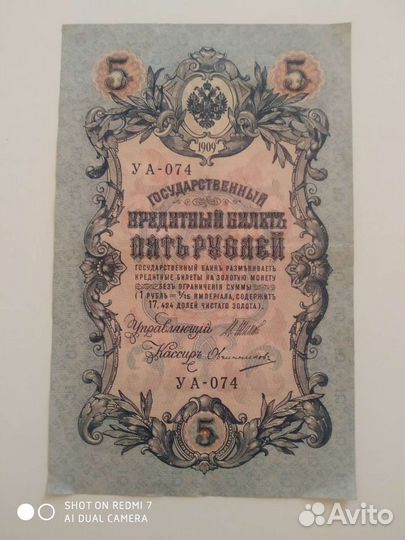 5 5
1909
УА-074
ГОСУДАРСТВЕННЫЙ
КРЕДИТНЫЙ БИЛЕТЪ
ПЯТЬ РУБЛЕЙ
ГОСУДАРСТВЕННЫЙ БАНКЪ РАЗМѢНИВАЕТЪ
КРЕДИТНЫЕ БИЛЕТЫ НА ЗОЛОТУЮ МОНЕТУ
БЕЗЪ ОГРАНИЧЕНІЯ СУММЫ
(1 РУБЛЬ = 1/15 ИМПЕРІАЛА, СОДЕРЖИТЪ
17,424 ДОЛЕЙ ЧИСТАГО ЗОЛОТА).
Управляющій
Кассиръ Овчинниковъ
УА-074
5
SHOT ON REDMI 7
AI DUAL CAMERA
Avito